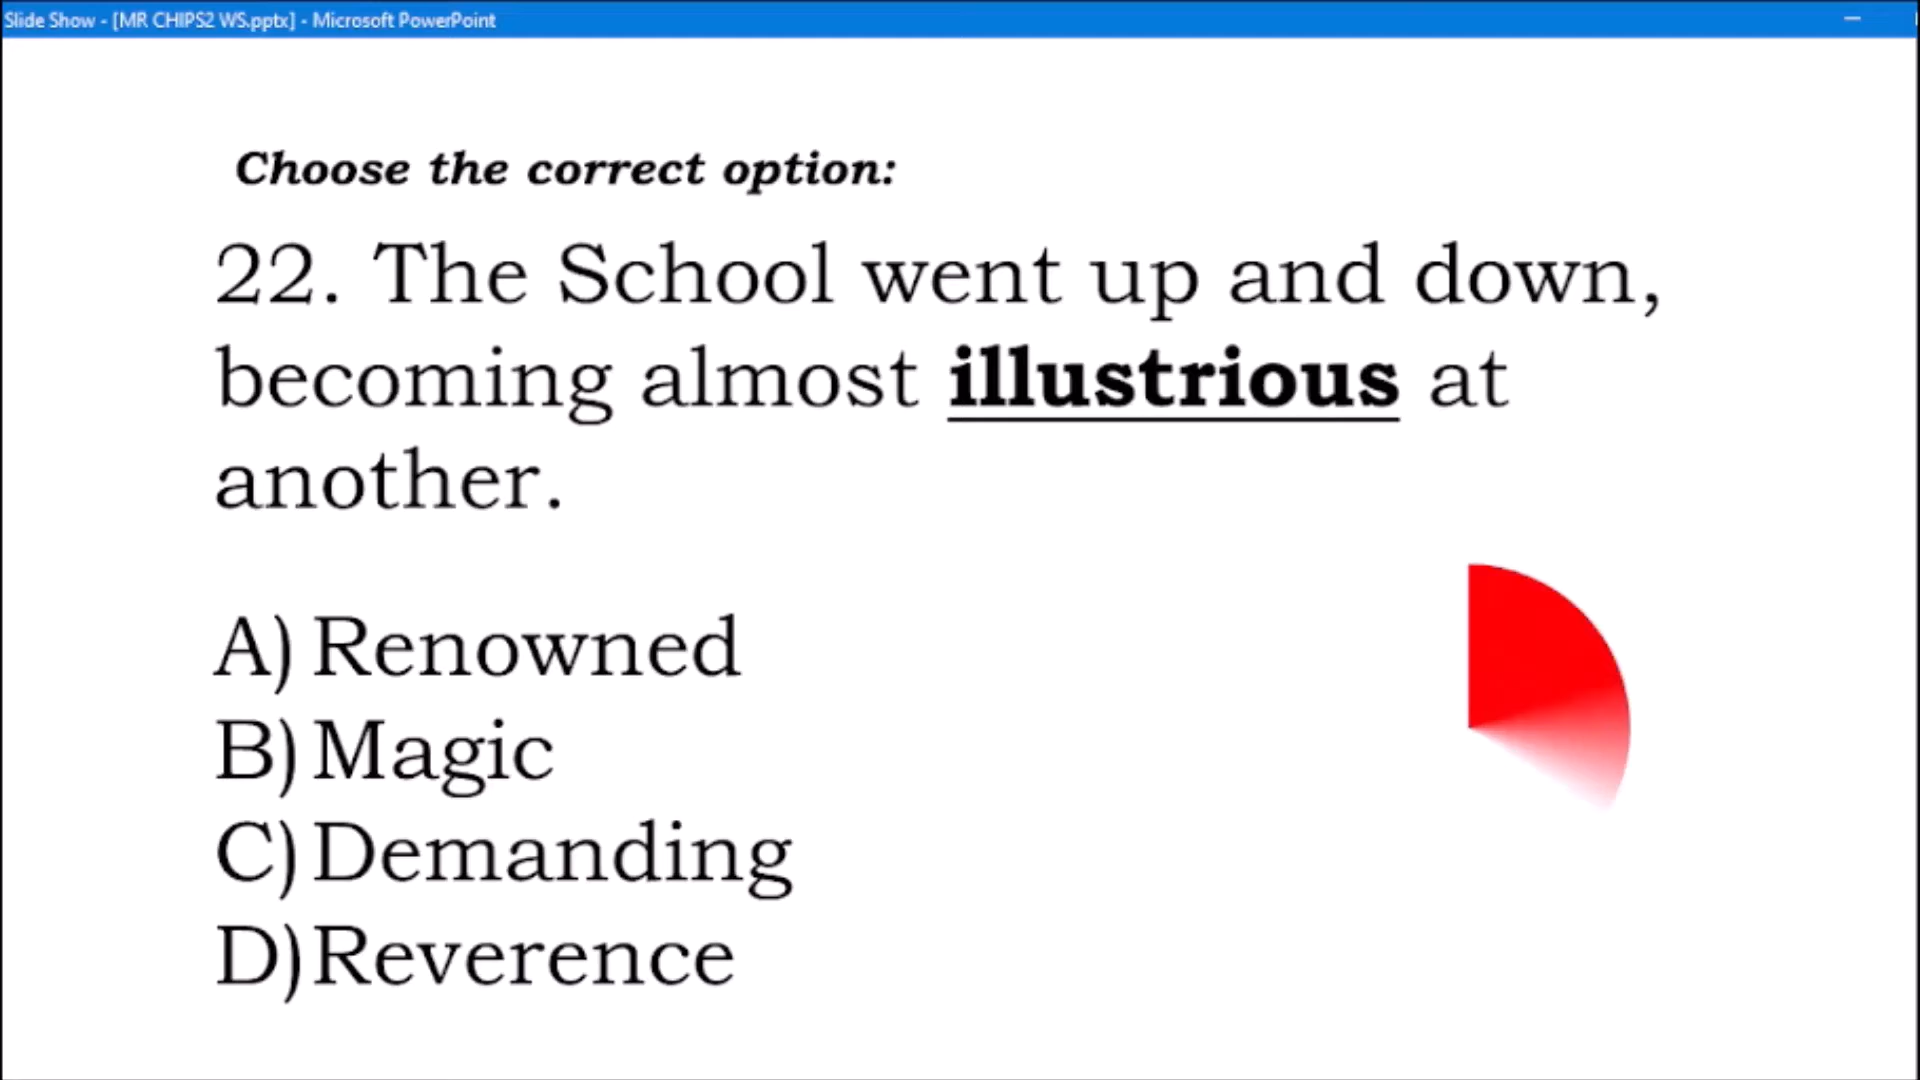 Slide Show - [MR CHIPS2 WS.pptx] - Microsoft PowerPoint
Choose the correct option:
22. The School went up and down,
becoming almost illustrious at
another.
A) Renowned
B) Magic
C) Demanding
D) Reverence